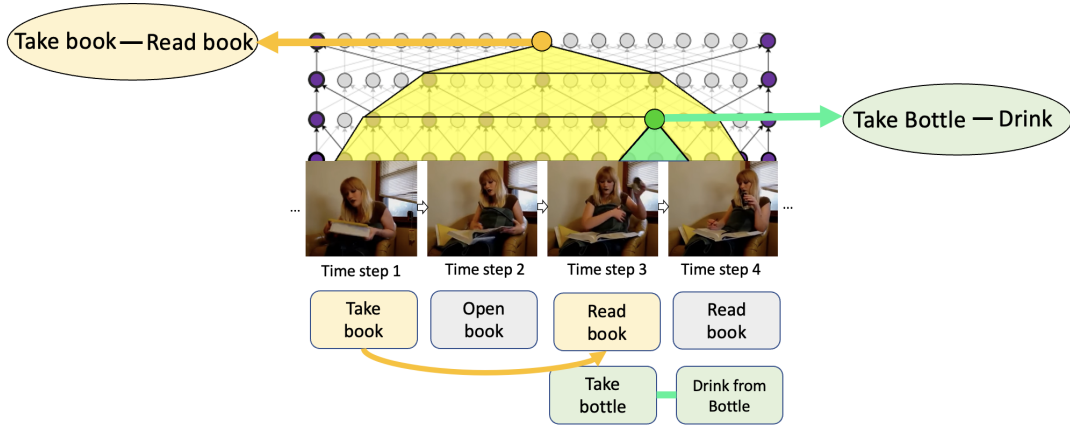 Take book — Read book
Take Bottle — Drink
...
...
Time step 1
Time step 2
Time step 3
Time step 4
Take
book
Open
book
Read
book
Read
book
Take
bottle
Drink from
Bottle